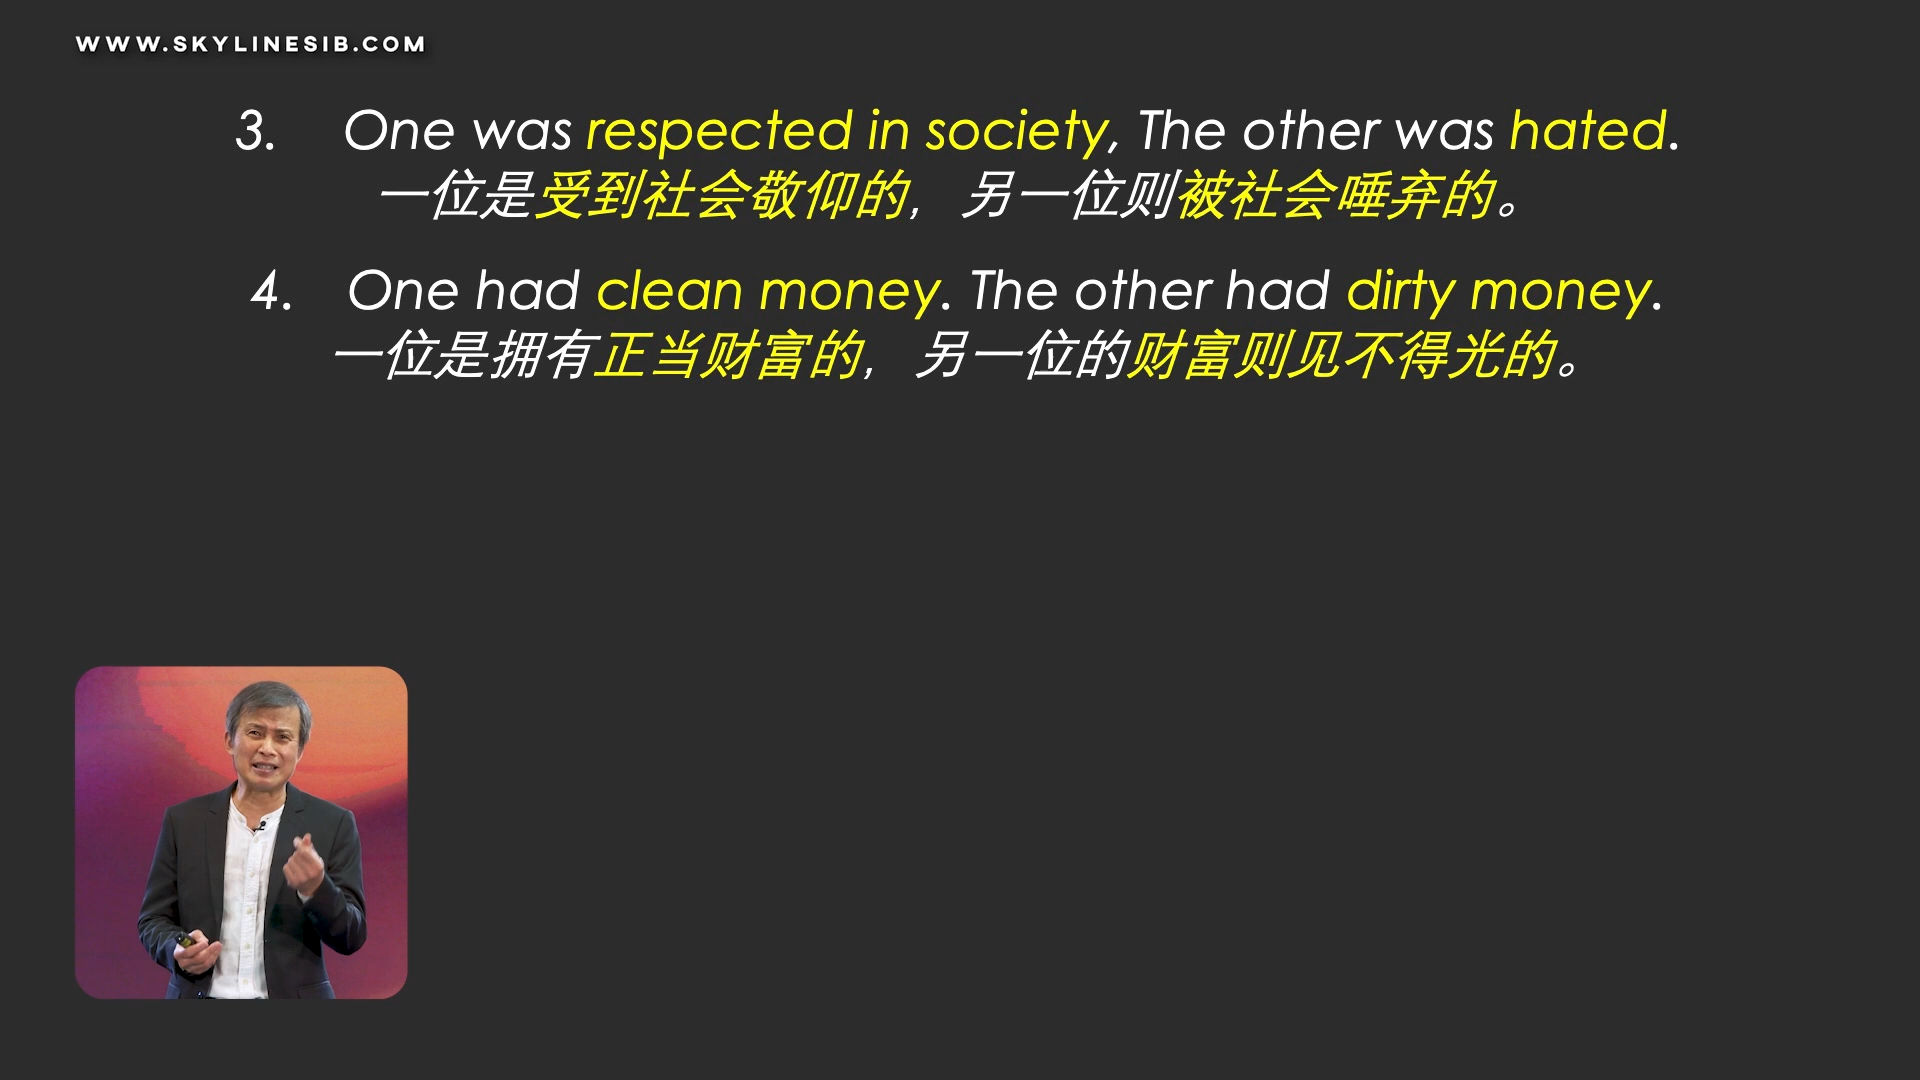 WWW.SKYLINESIB.COM
3. One was respected in society, The other was hated.
一位是受到社会敬仰的，另一位则被社会唾弃的。
4. One had clean money. The other had dirty money.
一位是拥有正当财富的，另一位的财富则见不得光的。